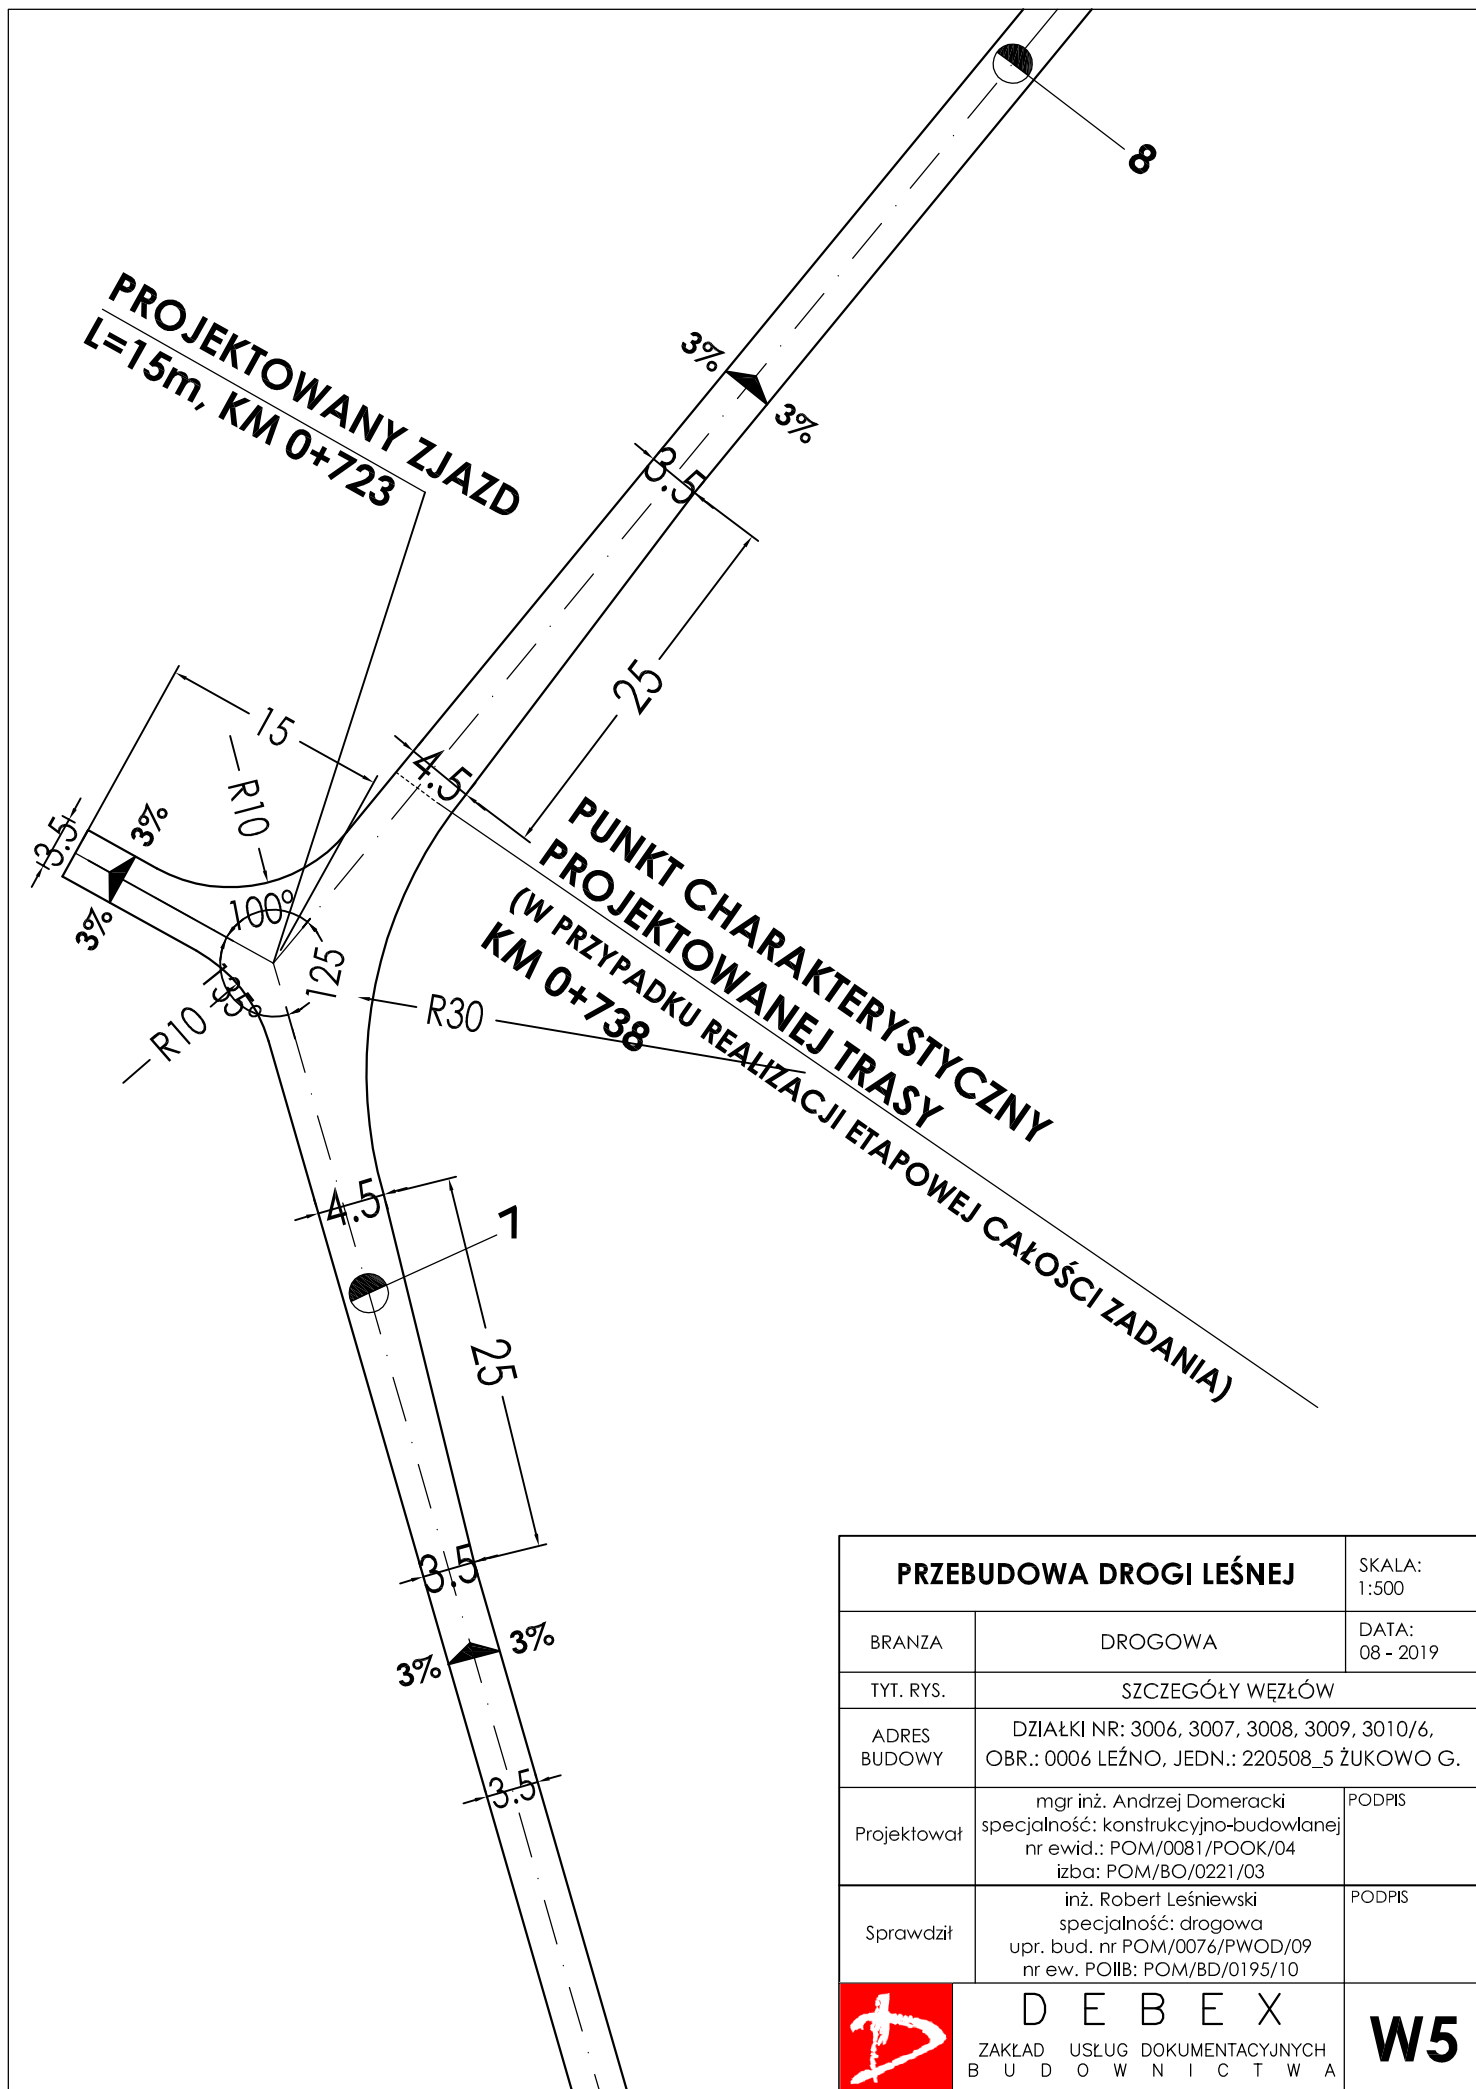 8
PROJEKTOWANY ZJAZD
L=15m, KM 0+723
3%
3%
3.5
25
15
R10
4.5
3%
3.5
3%
100°
125
135°
R10
R30
PUNKT CHARAKTERYSTYCZNY
PROJEKTOWANEJ TRASY
(W PRZYPADKU REALIZACJI ETAPOWEJ CAŁOŚCI ZADANIA)
KM 0+738
4.5
7
25
3.5
3%
3%
3.5
PRZEBUDOWA DROGI LEŚNEJ
SKALA:
1:500
BRANZA
DROGOWA
DATA:
08 - 2019
TYT. RYS.
SZCZEGÓŁY WĘZŁÓW
ADRES
BUDOWY
DZIAŁKI NR: 3006, 3007, 3008, 3009, 3010/6,
OBR.: 0006 LEŹNO, JEDN.: 220508_5 ŻUKOWO G.
Projektował
mgr inż. Andrzej Domeracki
specjalność: konstrukcyjno-budowlanej
nr ewid.: POM/0081/POOK/04
izba: POM/BO/0221/03
PODPIS
Sprawdził
inż. Robert Leśniewski
specjalność: drogowa
upr. bud. nr POM/0076/PWOD/09
nr ew. POIIB: POM/BD/0195/10
PODPIS
D E B E X
ZAKŁAD USŁUG DOKUMENTACYJNYCH
B U D O W N I C T W A
W5